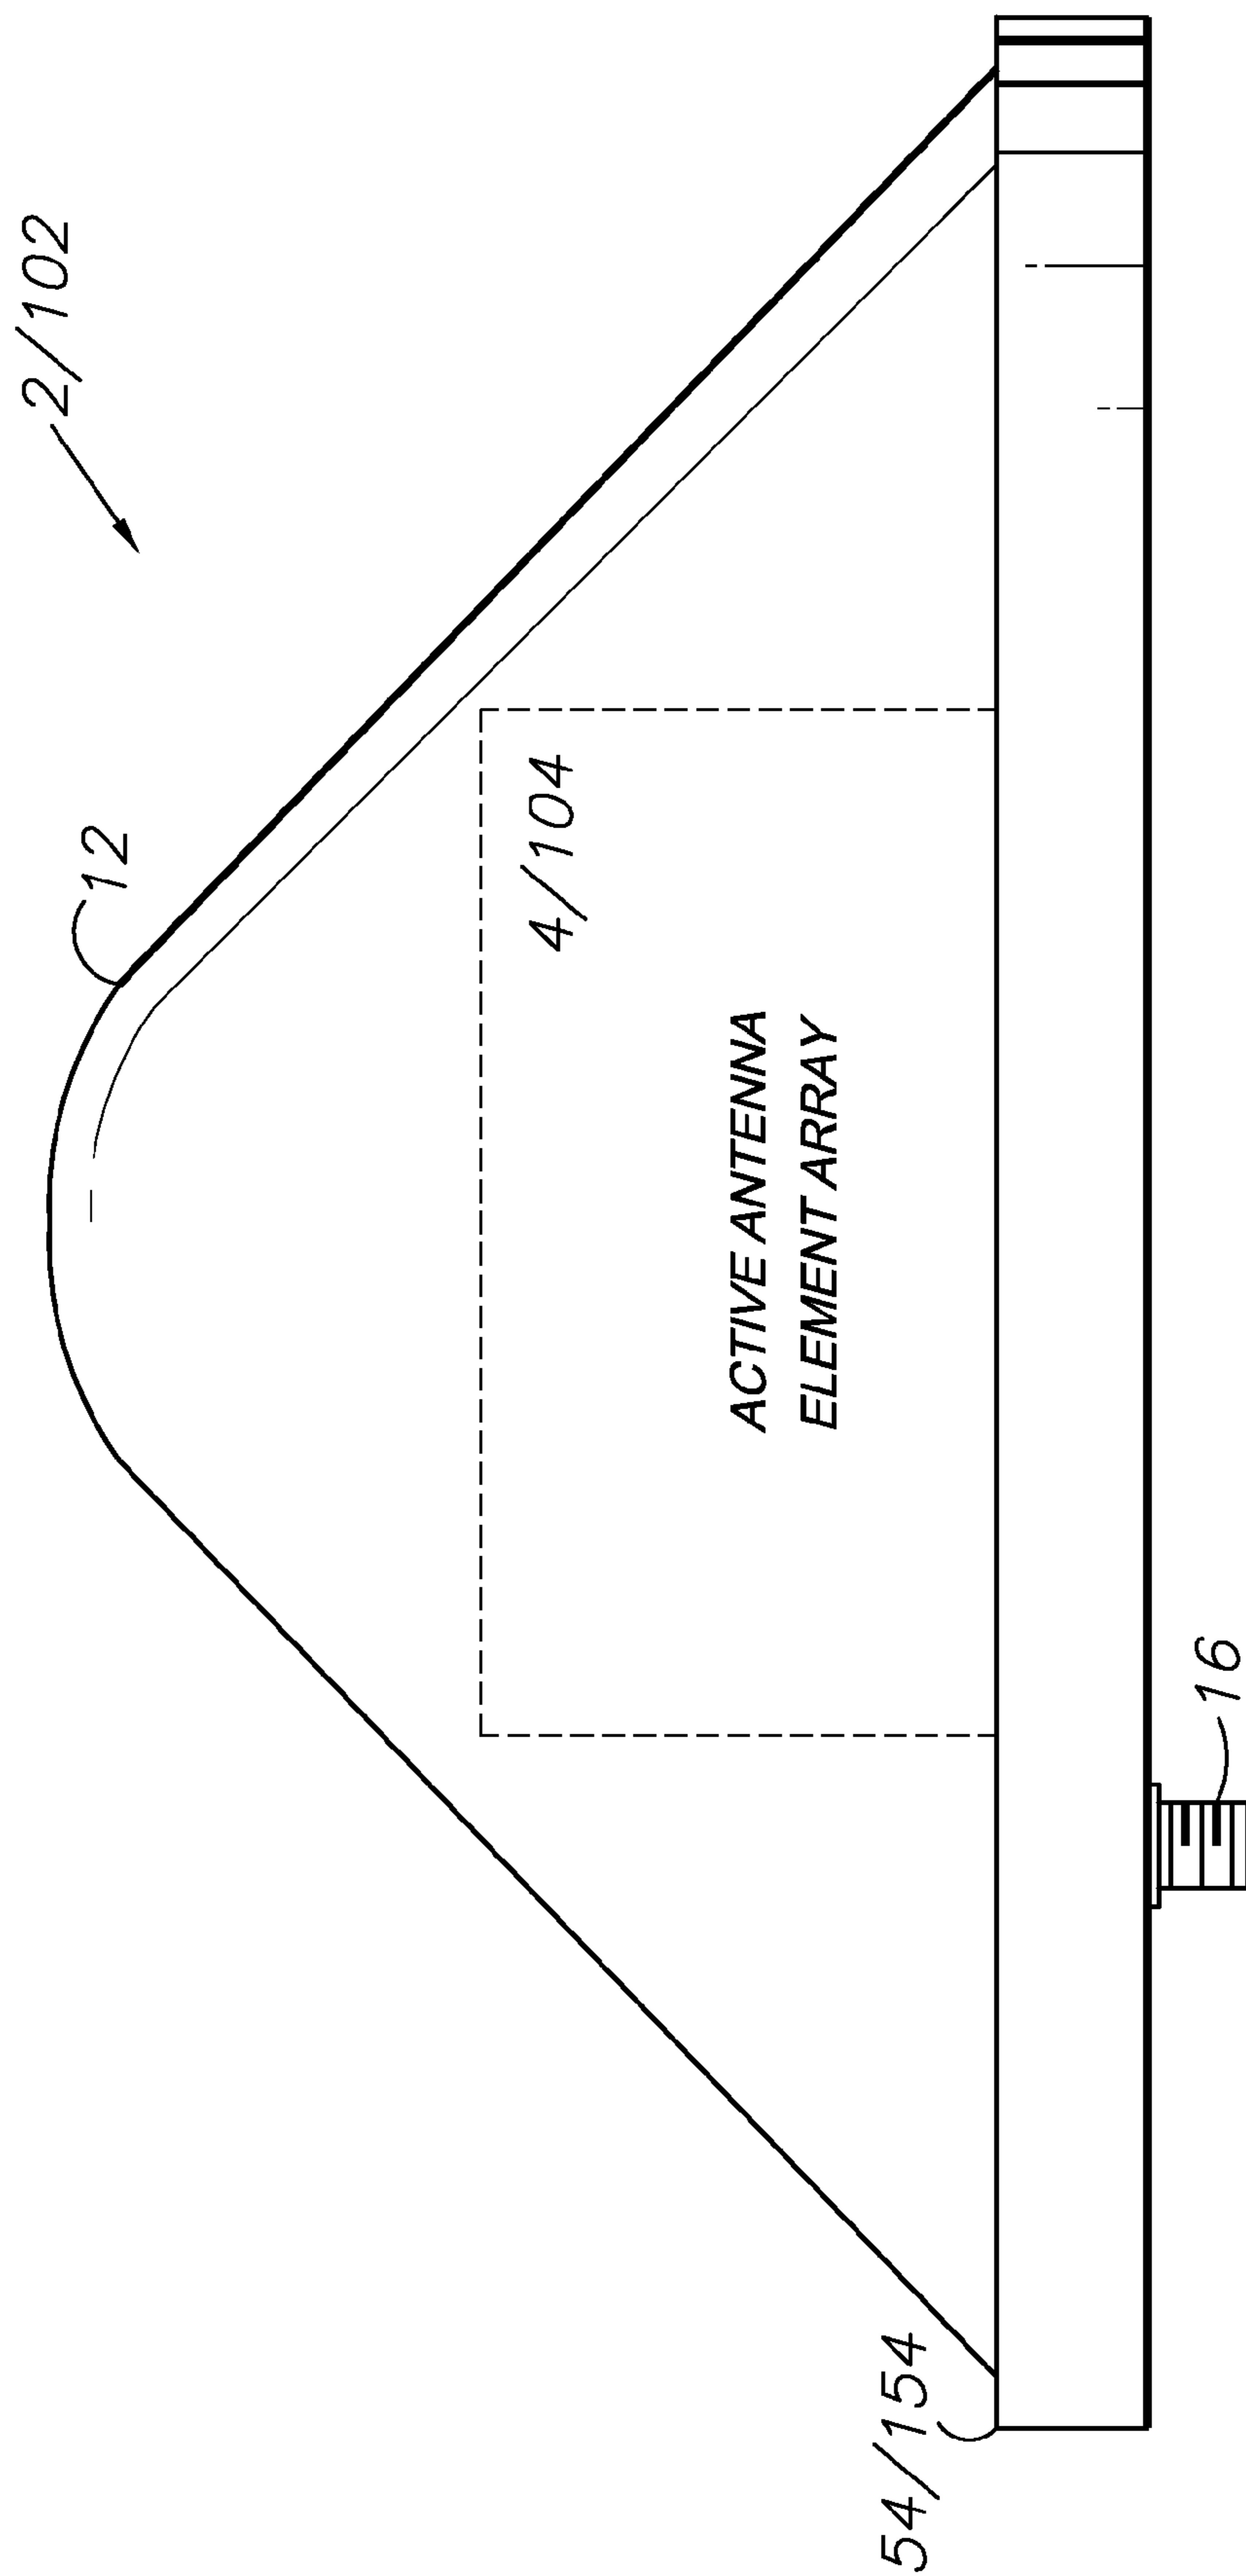 2/102
12
4/104
ACTIVE ANTENNA
ELEMENT ARRAY
16
54/154